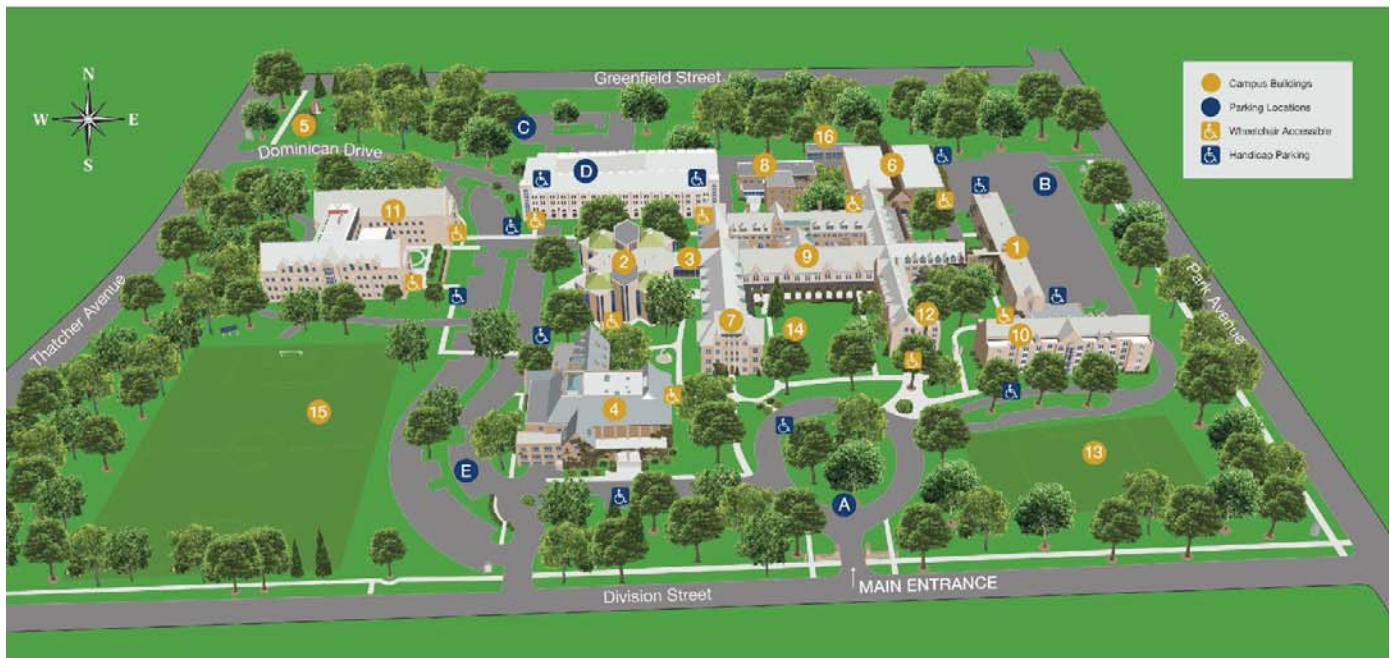 N
W E
S
Greenfield Street
Campus Buildings
Parking Locations
Wheelchair Accessible
Handicap Parking
5
C
Dominican Drive
16
8
6
D
B
11
2
3
9
1
Thatcher Avenue
Park Avenue
7
14
12
10
15
4
13
E
A
MAIN ENTRANCE
Division Street